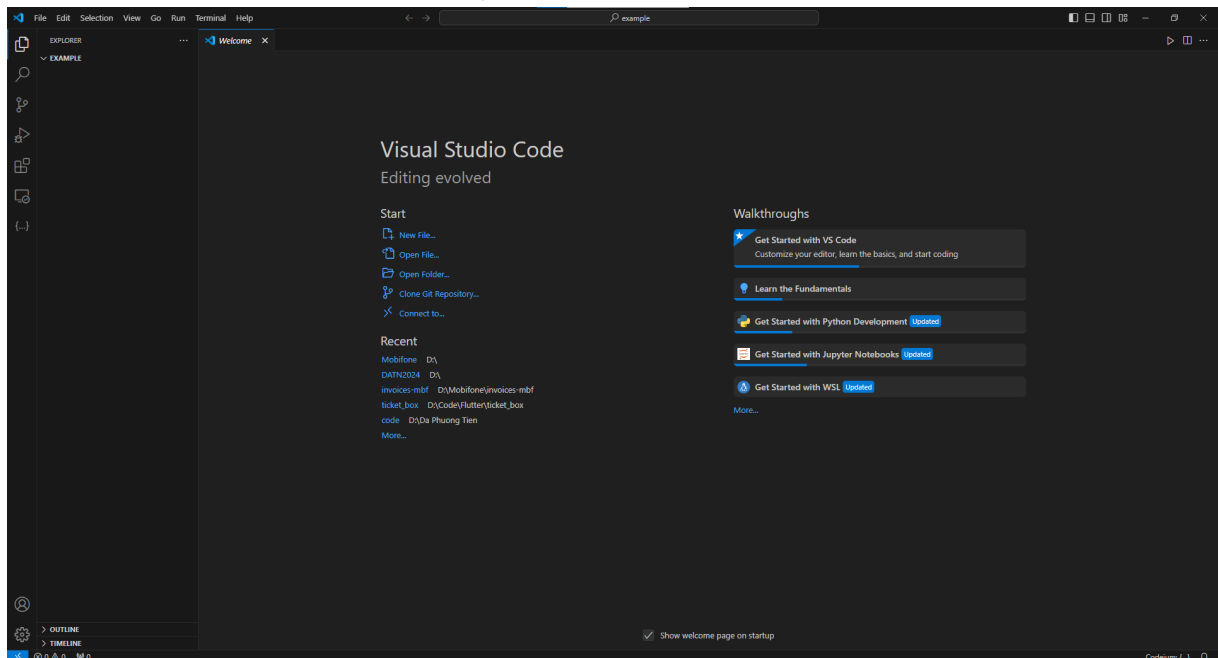 File Edit Selection View Go Run Terminal Help
example
EXPLORER
Welcome
EXAMPLE
Visual Studio Code
Editing evolved
Start
New File...
Open File...
Open Folder...
Clone Git Repository...
Connect to...
Recent
Mobifone D:\
DATN2024 D:\
invoices-mbf D:\Mobifone\invoices-mbf
ticket_box D:\Code\Flutter\ticket_box
code D:\Da Phuong Tien
More...
Walkthroughs
Get Started with VS Code
Customize your editor, learn the basics, and start coding
Learn the Fundamentals
Get Started with Python Development Updated
Get Started with Jupyter Notebooks Updated
Get Started with WSL Updated
More...
Show welcome page on startup
OUTLINE
TIMELINE
0 0 0
Codeium: {...}